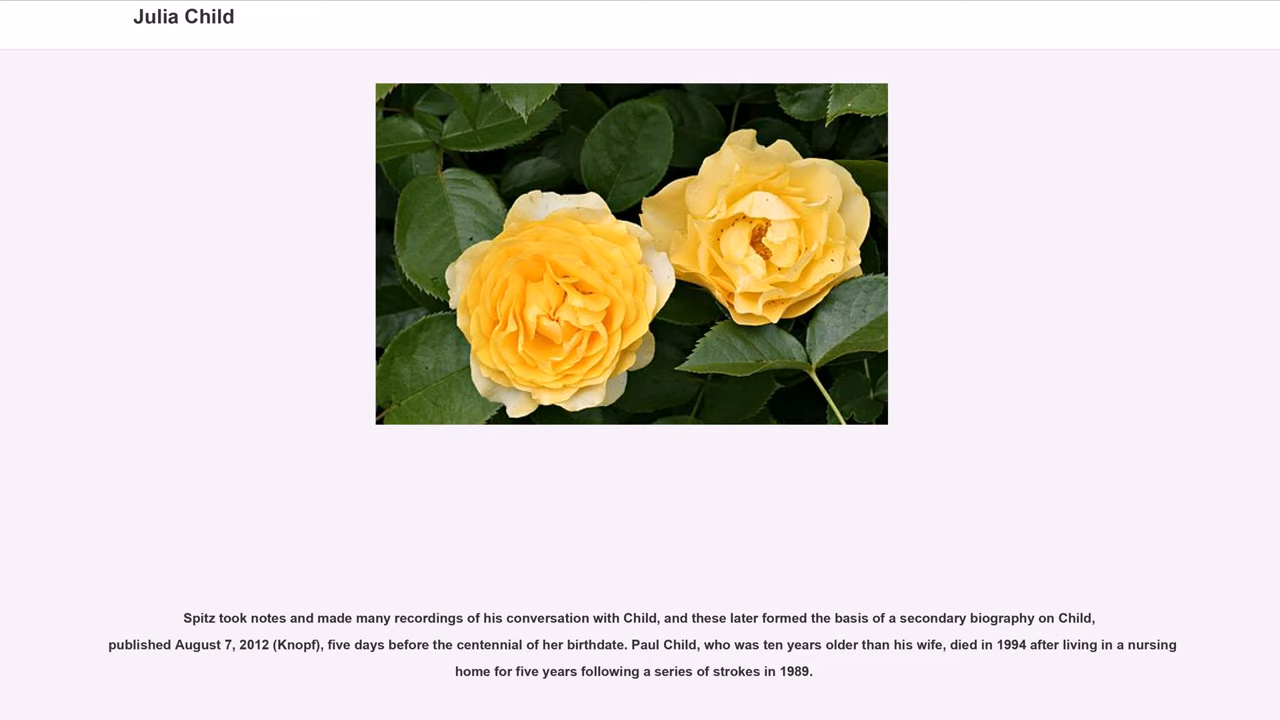 Julia Child
Spitz took notes and made many recordings of his conversation with Child, and these later formed the basis of a secondary biography on Child,
published August 7, 2012 (Knopf), five days before the centennial of her birthdate. Paul Child, who was ten years older than his wife, died in 1994 after living in a nursing
home for five years following a series of strokes in 1989.